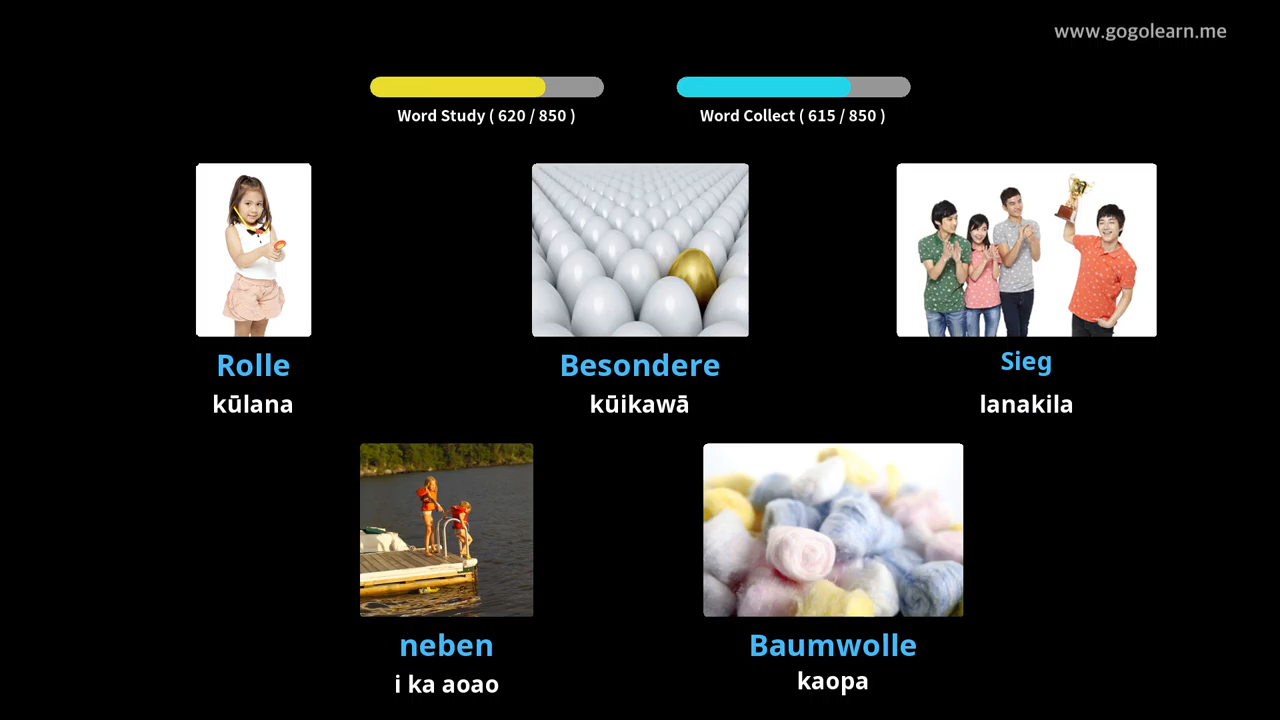 www.gogolearn.me
Word Study ( 620 / 850 )
Word Collect ( 615 / 850 )
Rolle
kūlana
Besondere
kūikawā
Sieg
lanakila
neben
i ka aoao
Baumwolle
kaopa